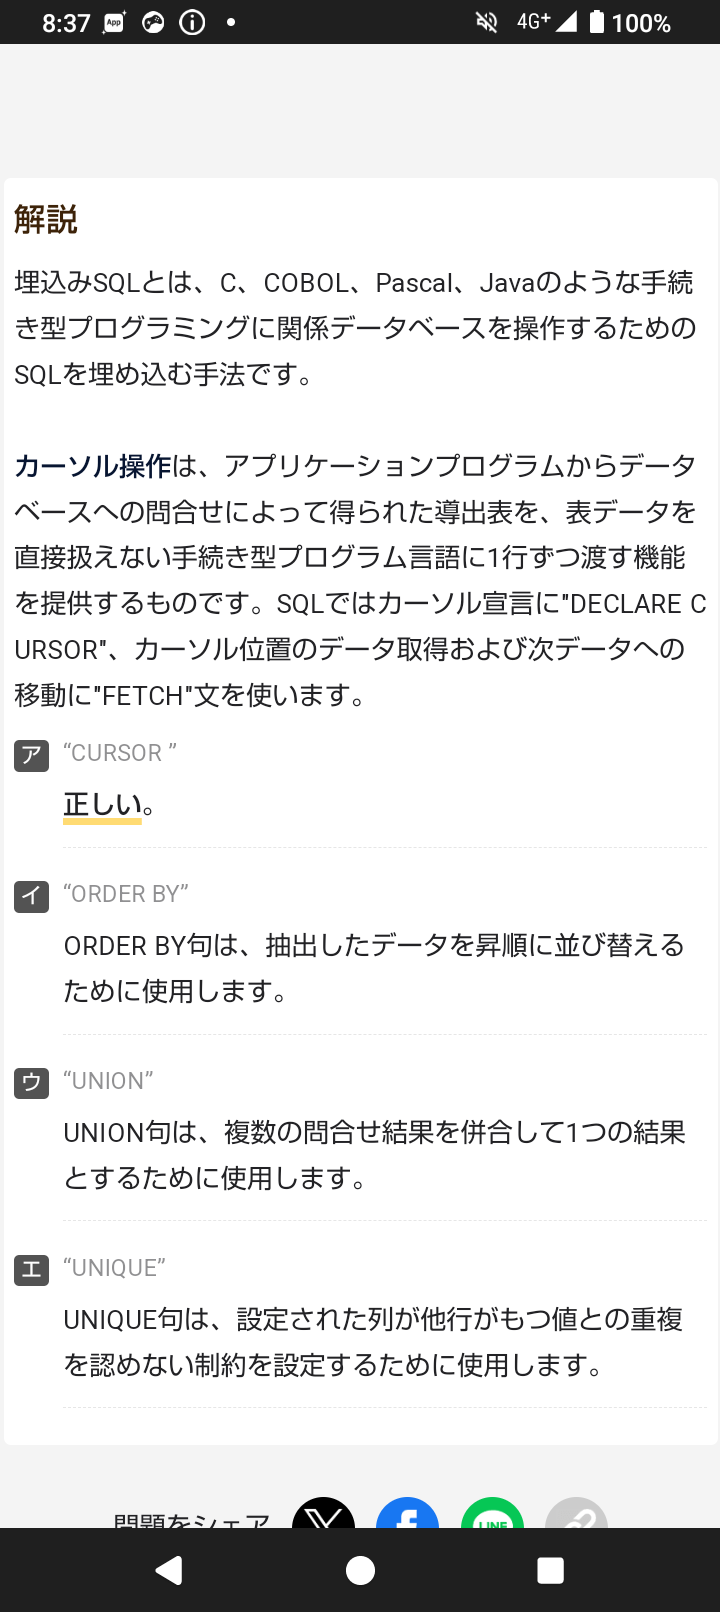 8:37 App 4G+ 100%
解説
埋込みSQLとは、C、COBOL、Pascal、Javaのような手続
き型プログラミングに関係データベースを操作するための
SQLを埋め込む手法です。
カーソル操作は、アプリケーションプログラムからデータ
ベースへの問合せによって得られた導出表を、表データを
直接扱えない手続き型プログラム言語に1行ずつ渡す機能
を提供するものです。SQLではカーソル宣言に"DECLARE C
URSOR"、カーソル位置のデータ取得および次データへの
移動に"FETCH"文を使います。
ア “CURSOR ”
正しい。
イ “ORDER BY”
ORDER BY句は、抽出したデータを昇順に並び替える
ために使用します。
ウ “UNION”
UNION句は、複数の問合せ結果を併合して1つの結果
とするために使用します。
エ “UNIQUE”
UNIQUE句は、設定された列が他行がもつ値との重複
を認めない制約を設定するために使用します。
問題をシェア LINE